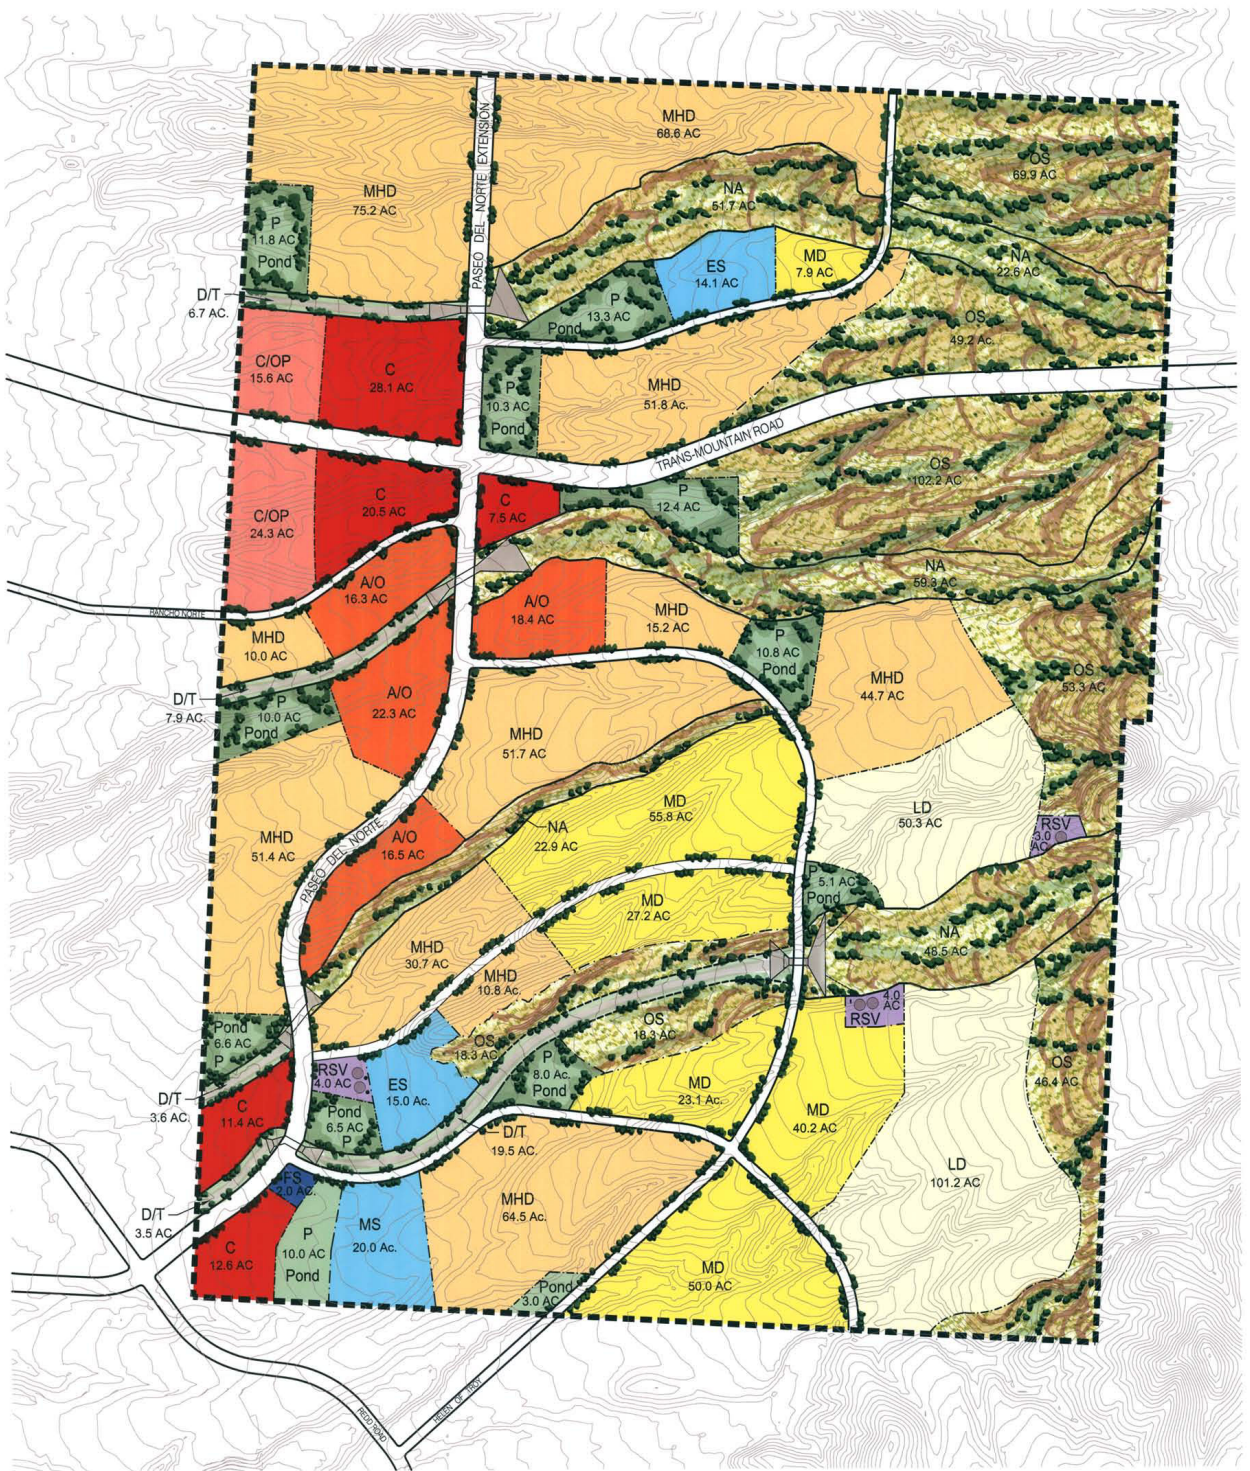 PASEO DEL NORTE EXTENSION
MHD
68.6 AC
OS
69.9 AC
MHD
75.2 AC
NA
51.7 AC
P
11.8 AC
Pond
NA
22.6 AC
ES
14.1 AC
MD
7.9 AC
D/T
6.7 AC.
P
13.3 AC
Pond
OS
49.2 Ac.
C/OP
15.6 AC
C
28.1 AC
P
10.3 AC
Pond
MHD
51.8 Ac.
TRANS-MOUNTAIN ROAD
OS
102.2 AC
C/OP
24.3 AC
C
20.5 AC
C
7.5 AC
P
12.4 AC
NA
59.3 AC
RANCHO NORTE
A/O
16.3 AC
A/O
18.4 AC
MHD
15.2 AC
MHD
10.0 AC
P
10.8 AC
Pond
MHD
44.7 AC
OS
53.3 AC
D/T
7.9 AC.
P
10.0 AC
Pond
A/O
22.3 AC
MHD
51.7 AC
MD
55.8 AC
LD
50.3 AC
RSV
3.0
AC
MHD
51.4 AC
PASEO DEL NORTE
A/O
16.5 AC
NA
22.9 AC
P
5.1 AC
Pond
MD
27.2 AC
NA
48.5 AC
MHD
30.7 AC
MHD
10.8 Ac.
4.0
AC
RSV
Pond
6.6 AC
P
OS
18.3 AC
OS
18.3 AC
OS
46.4 AC
RSV
4.0 AC
ES
15.0 Ac.
P
8.0 Ac.
Pond
MD
23.1 Ac.
MD
40.2 AC
D/T
3.6 AC.
C
11.4 AC
Pond
6.5 AC
P
D/T
19.5 AC.
LD
101.2 AC
FS
2.0 AC.
MHD
64.5 Ac.
D/T
3.5 AC.
C
12.6 AC
P
10.0 AC
Pond
MS
20.0 Ac.
MD
50.0 AC
Pond
3.0 AC
HELEN OF TROY
REDD ROAD